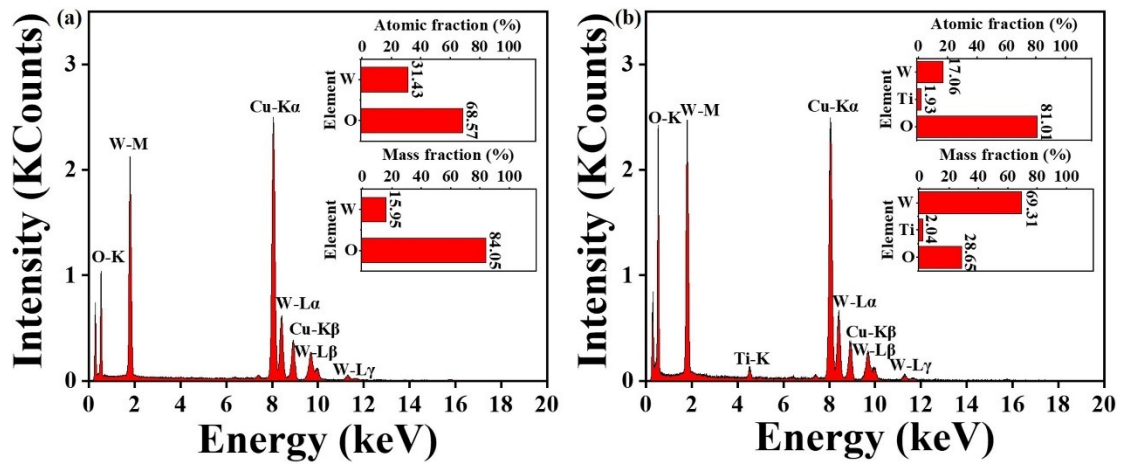 (a)
Atomic fraction (%)
0 20 40 60 80 100
Element
W 31.43
O 68.57
Mass fraction (%)
0 20 40 60 80 100
Element
W 15.95
O 84.05
Intensity (KCounts)
3
2
1
0
O-K
W-M
Cu-Kα
W-Lα
Cu-Kβ
W-Lβ
W-Lγ
0 2 4 6 8 10 12 14 16 18 20
Energy (keV)
(b)
Atomic fraction (%)
0 20 40 60 80 100
Element
W 17.06
Ti 1.93
O 81.01
Mass fraction (%)
0 20 40 60 80 100
Element
W 69.31
Ti 2.04
O 28.65
Intensity (KCounts)
3
2
1
0
O-K
W-M
Ti-K
Cu-Kα
W-Lα
Cu-Kβ
W-Lβ
W-Lγ
0 2 4 6 8 10 12 14 16 18 20
Energy (keV)